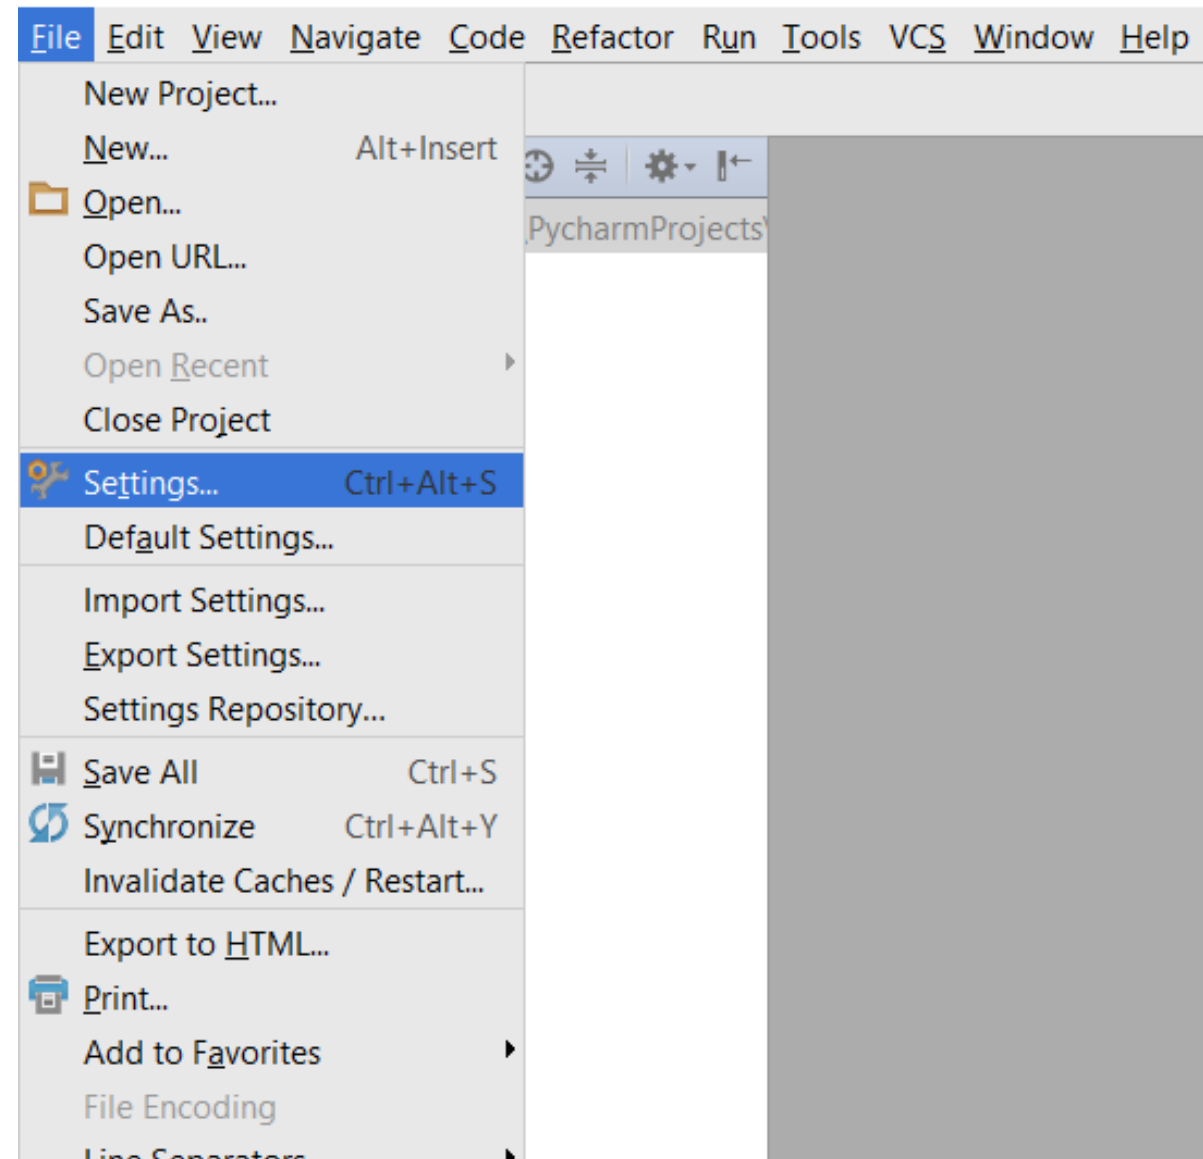 File Edit View Navigate Code Refactor Run Tools VCS Window Help
New Project...
New... Alt+Insert
Open...
\PycharmProjects\
Open URL...
Save As..
Open Recent
Close Project
Settings... Ctrl+Alt+S
Default Settings...
Import Settings...
Export Settings...
Settings Repository...
Save All Ctrl+S
Synchronize Ctrl+Alt+Y
Invalidate Caches / Restart...
Export to HTML...
Print...
Add to Favorites
File Encoding
Line Separators